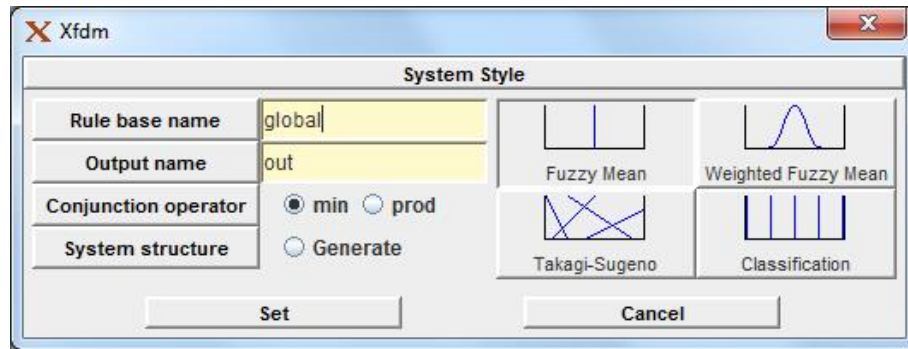 Xfdm
System Style
Rule base name global
Output name out
Conjunction operator min prod
System structure Generate
Fuzzy Mean Weighted Fuzzy Mean
Takagi-Sugeno Classification
Set Cancel